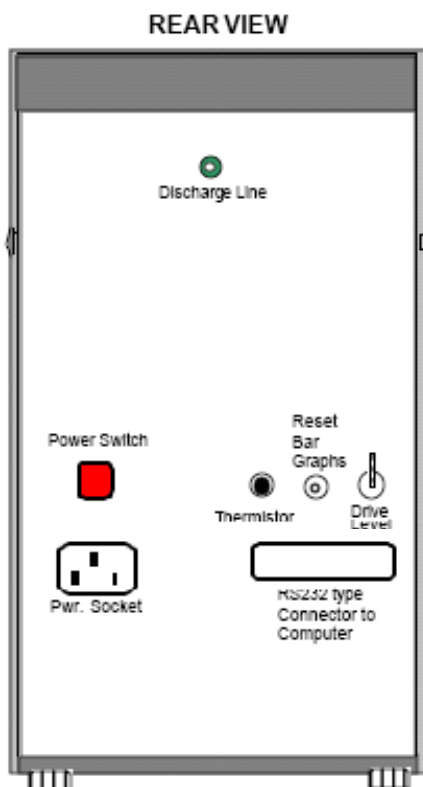 REAR VIEW
Discharge Line
Reset
Bar
Graphs
Power Switch
Thermistor
Drive
Level
Pwr. Socket
RS232 type
Connector to
Computer